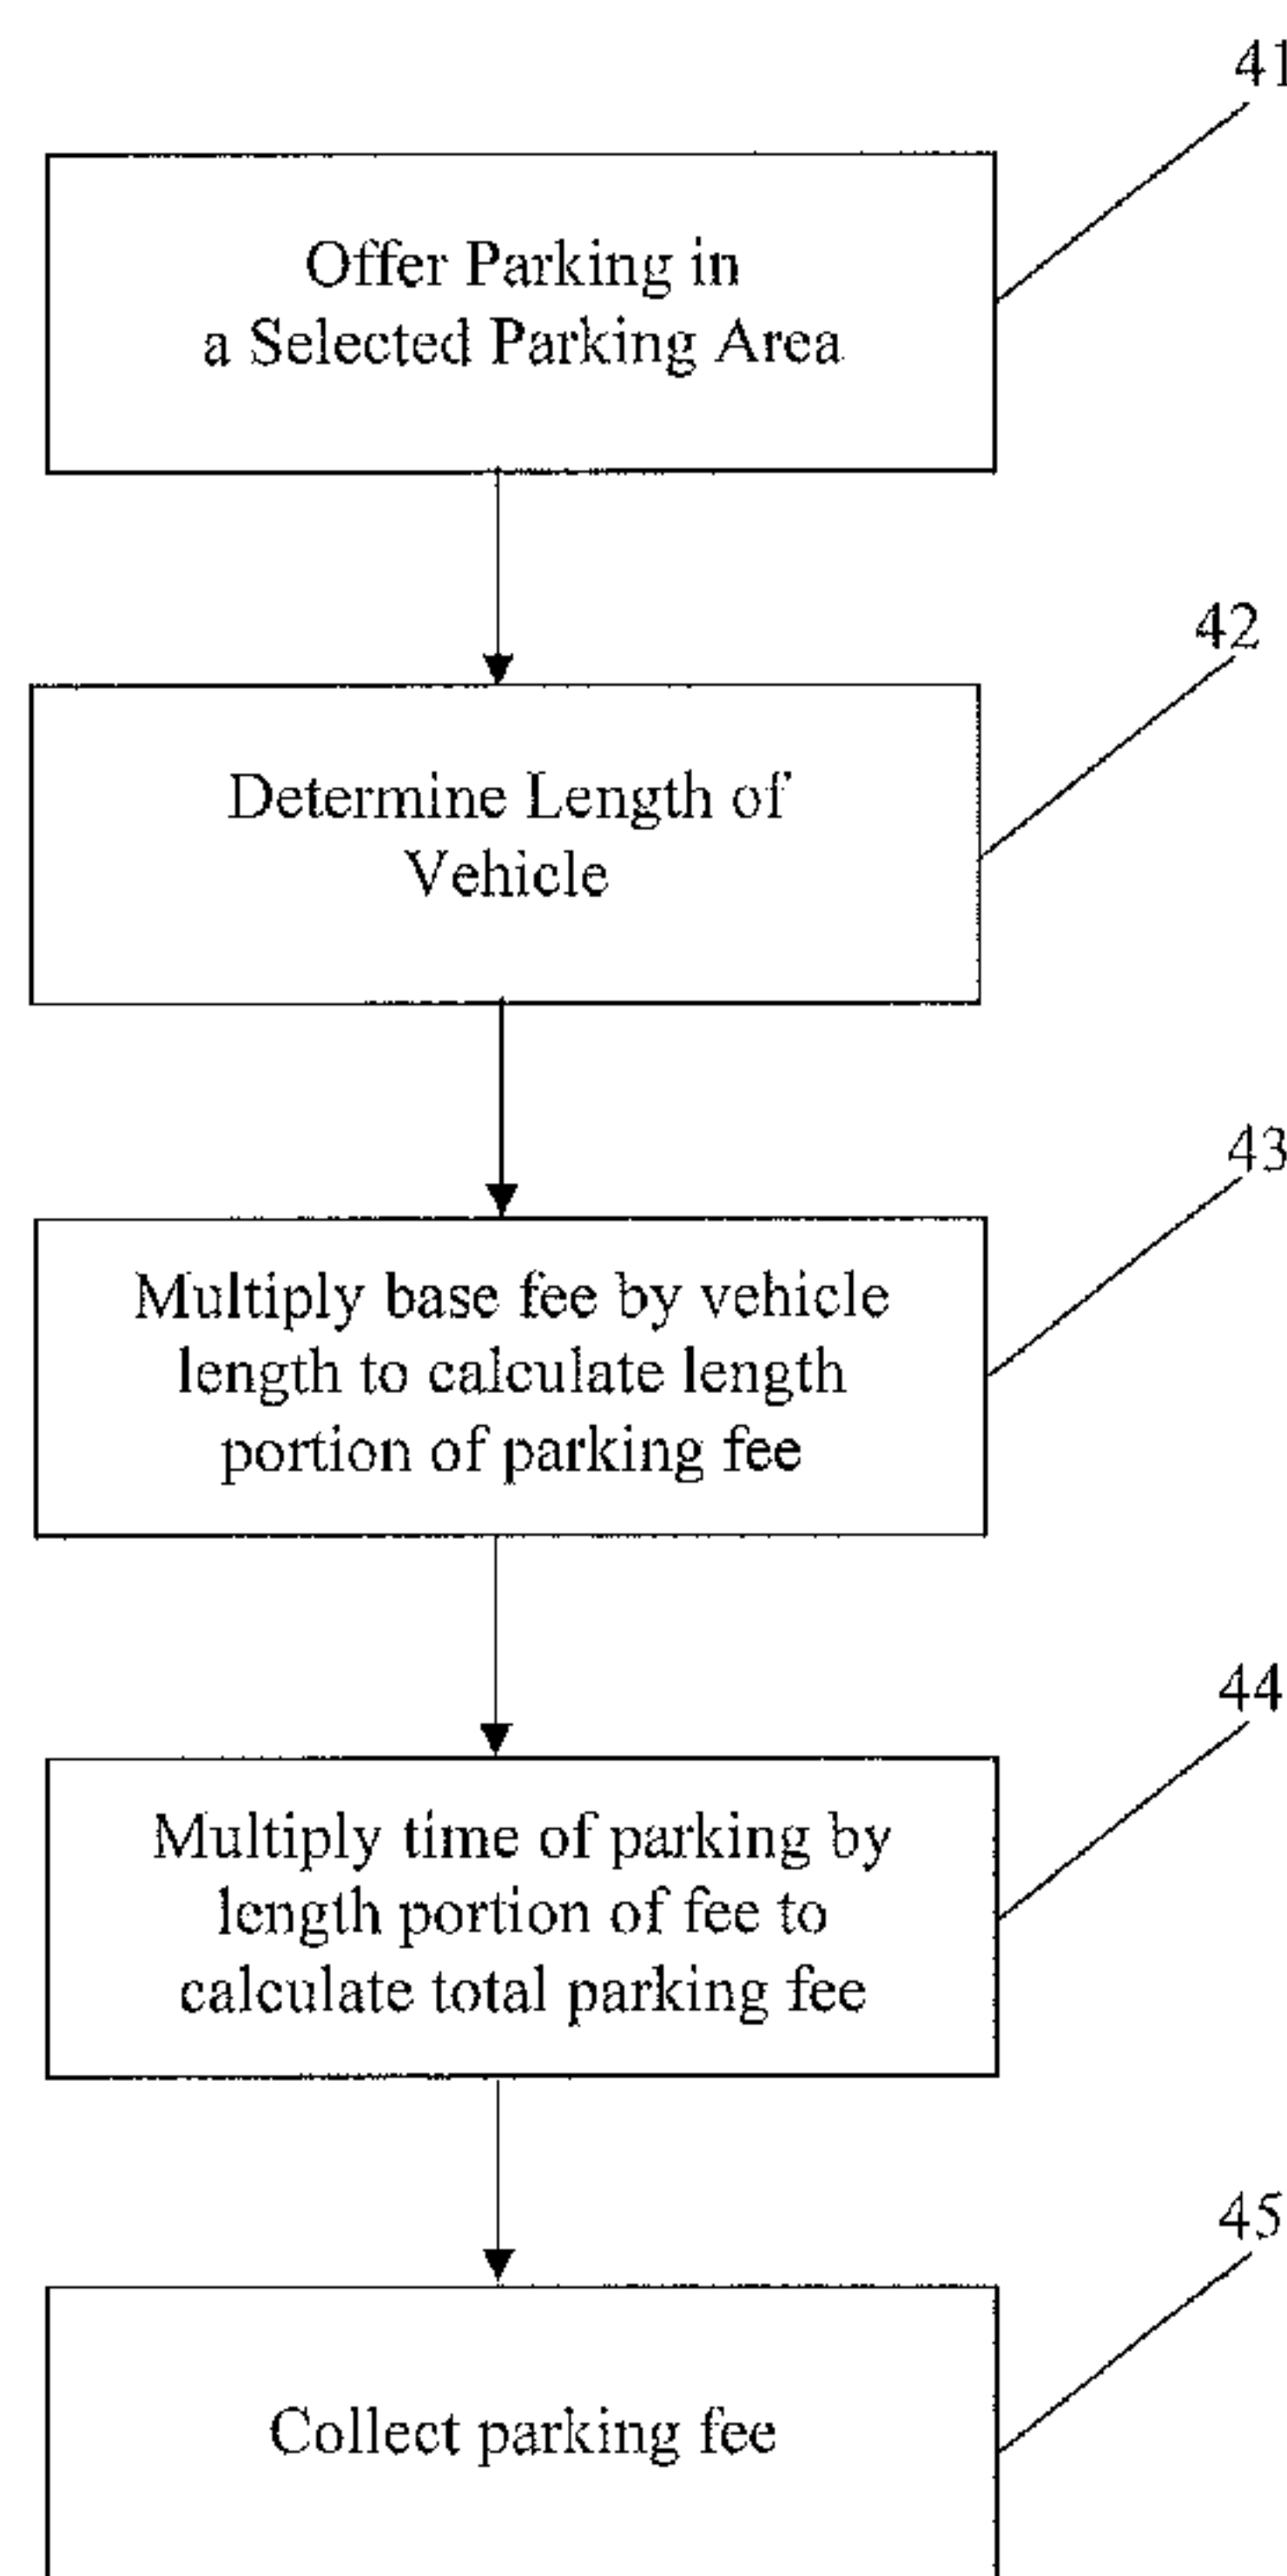 41
Offer Parking in
a Selected Parking Area
42
Determine Length of
Vehicle
43
Multiply base fee by vehicle
length to calculate length
portion of parking fee
44
Multiply time of parking by
length portion of fee to
calculate total parking fee
45
Collect parking fee